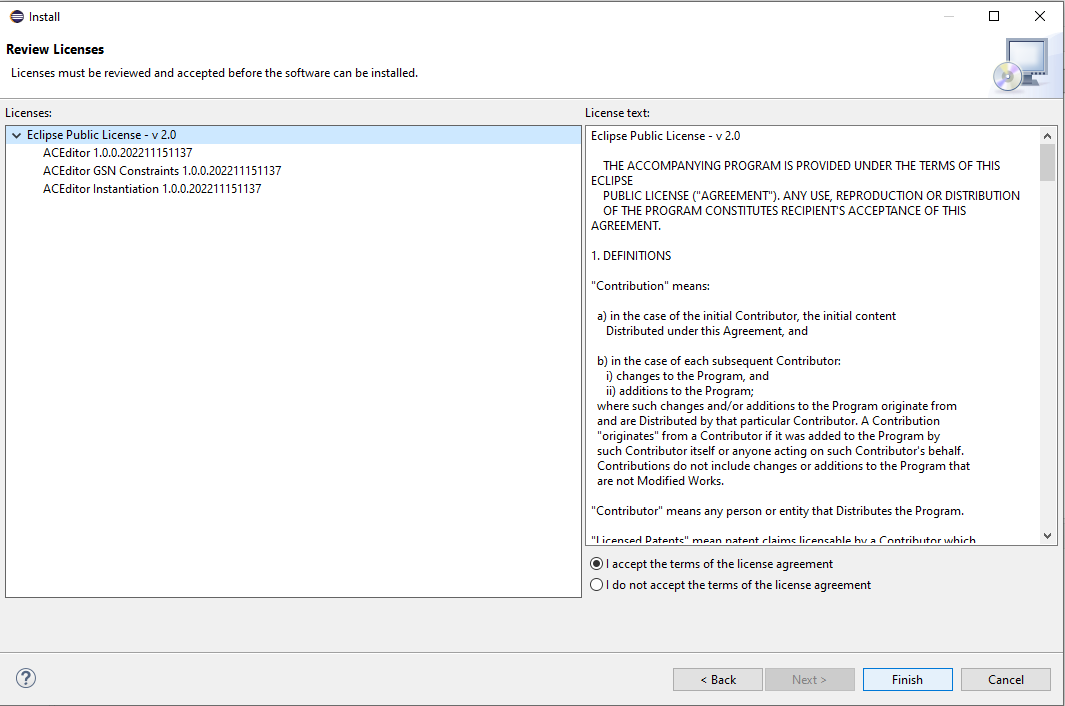 Install
Review Licenses
Licenses must be reviewed and accepted before the software can be installed.
Licenses:
Eclipse Public License - v 2.0
ACEditor 1.0.0.202211151137
ACEditor GSN Constraints 1.0.0.202211151137
ACEditor Instantiation 1.0.0.202211151137
License text:
Eclipse Public License - v 2.0
THE ACCOMPANYING PROGRAM IS PROVIDED UNDER THE TERMS OF THIS
ECLIPSE
PUBLIC LICENSE ("AGREEMENT"). ANY USE, REPRODUCTION OR DISTRIBUTION
OF THE PROGRAM CONSTITUTES RECIPIENT'S ACCEPTANCE OF THIS
AGREEMENT.
1. DEFINITIONS
"Contribution" means:
a) in the case of the initial Contributor, the initial content
Distributed under this Agreement, and
b) in the case of each subsequent Contributor:
i) changes to the Program, and
ii) additions to the Program;
where such changes and/or additions to the Program originate from
and are Distributed by that particular Contributor. A Contribution
"originates" from a Contributor if it was added to the Program by
such Contributor itself or anyone acting on such Contributor's behalf.
Contributions do not include changes or additions to the Program that
are not Modified Works.
"Contributor" means any person or entity that Distributes the Program.
"Licensed Patents" mean patent claims licensable by a Contributor which
I accept the terms of the license agreement
I do not accept the terms of the license agreement
?
< Back
Next >
Finish
Cancel